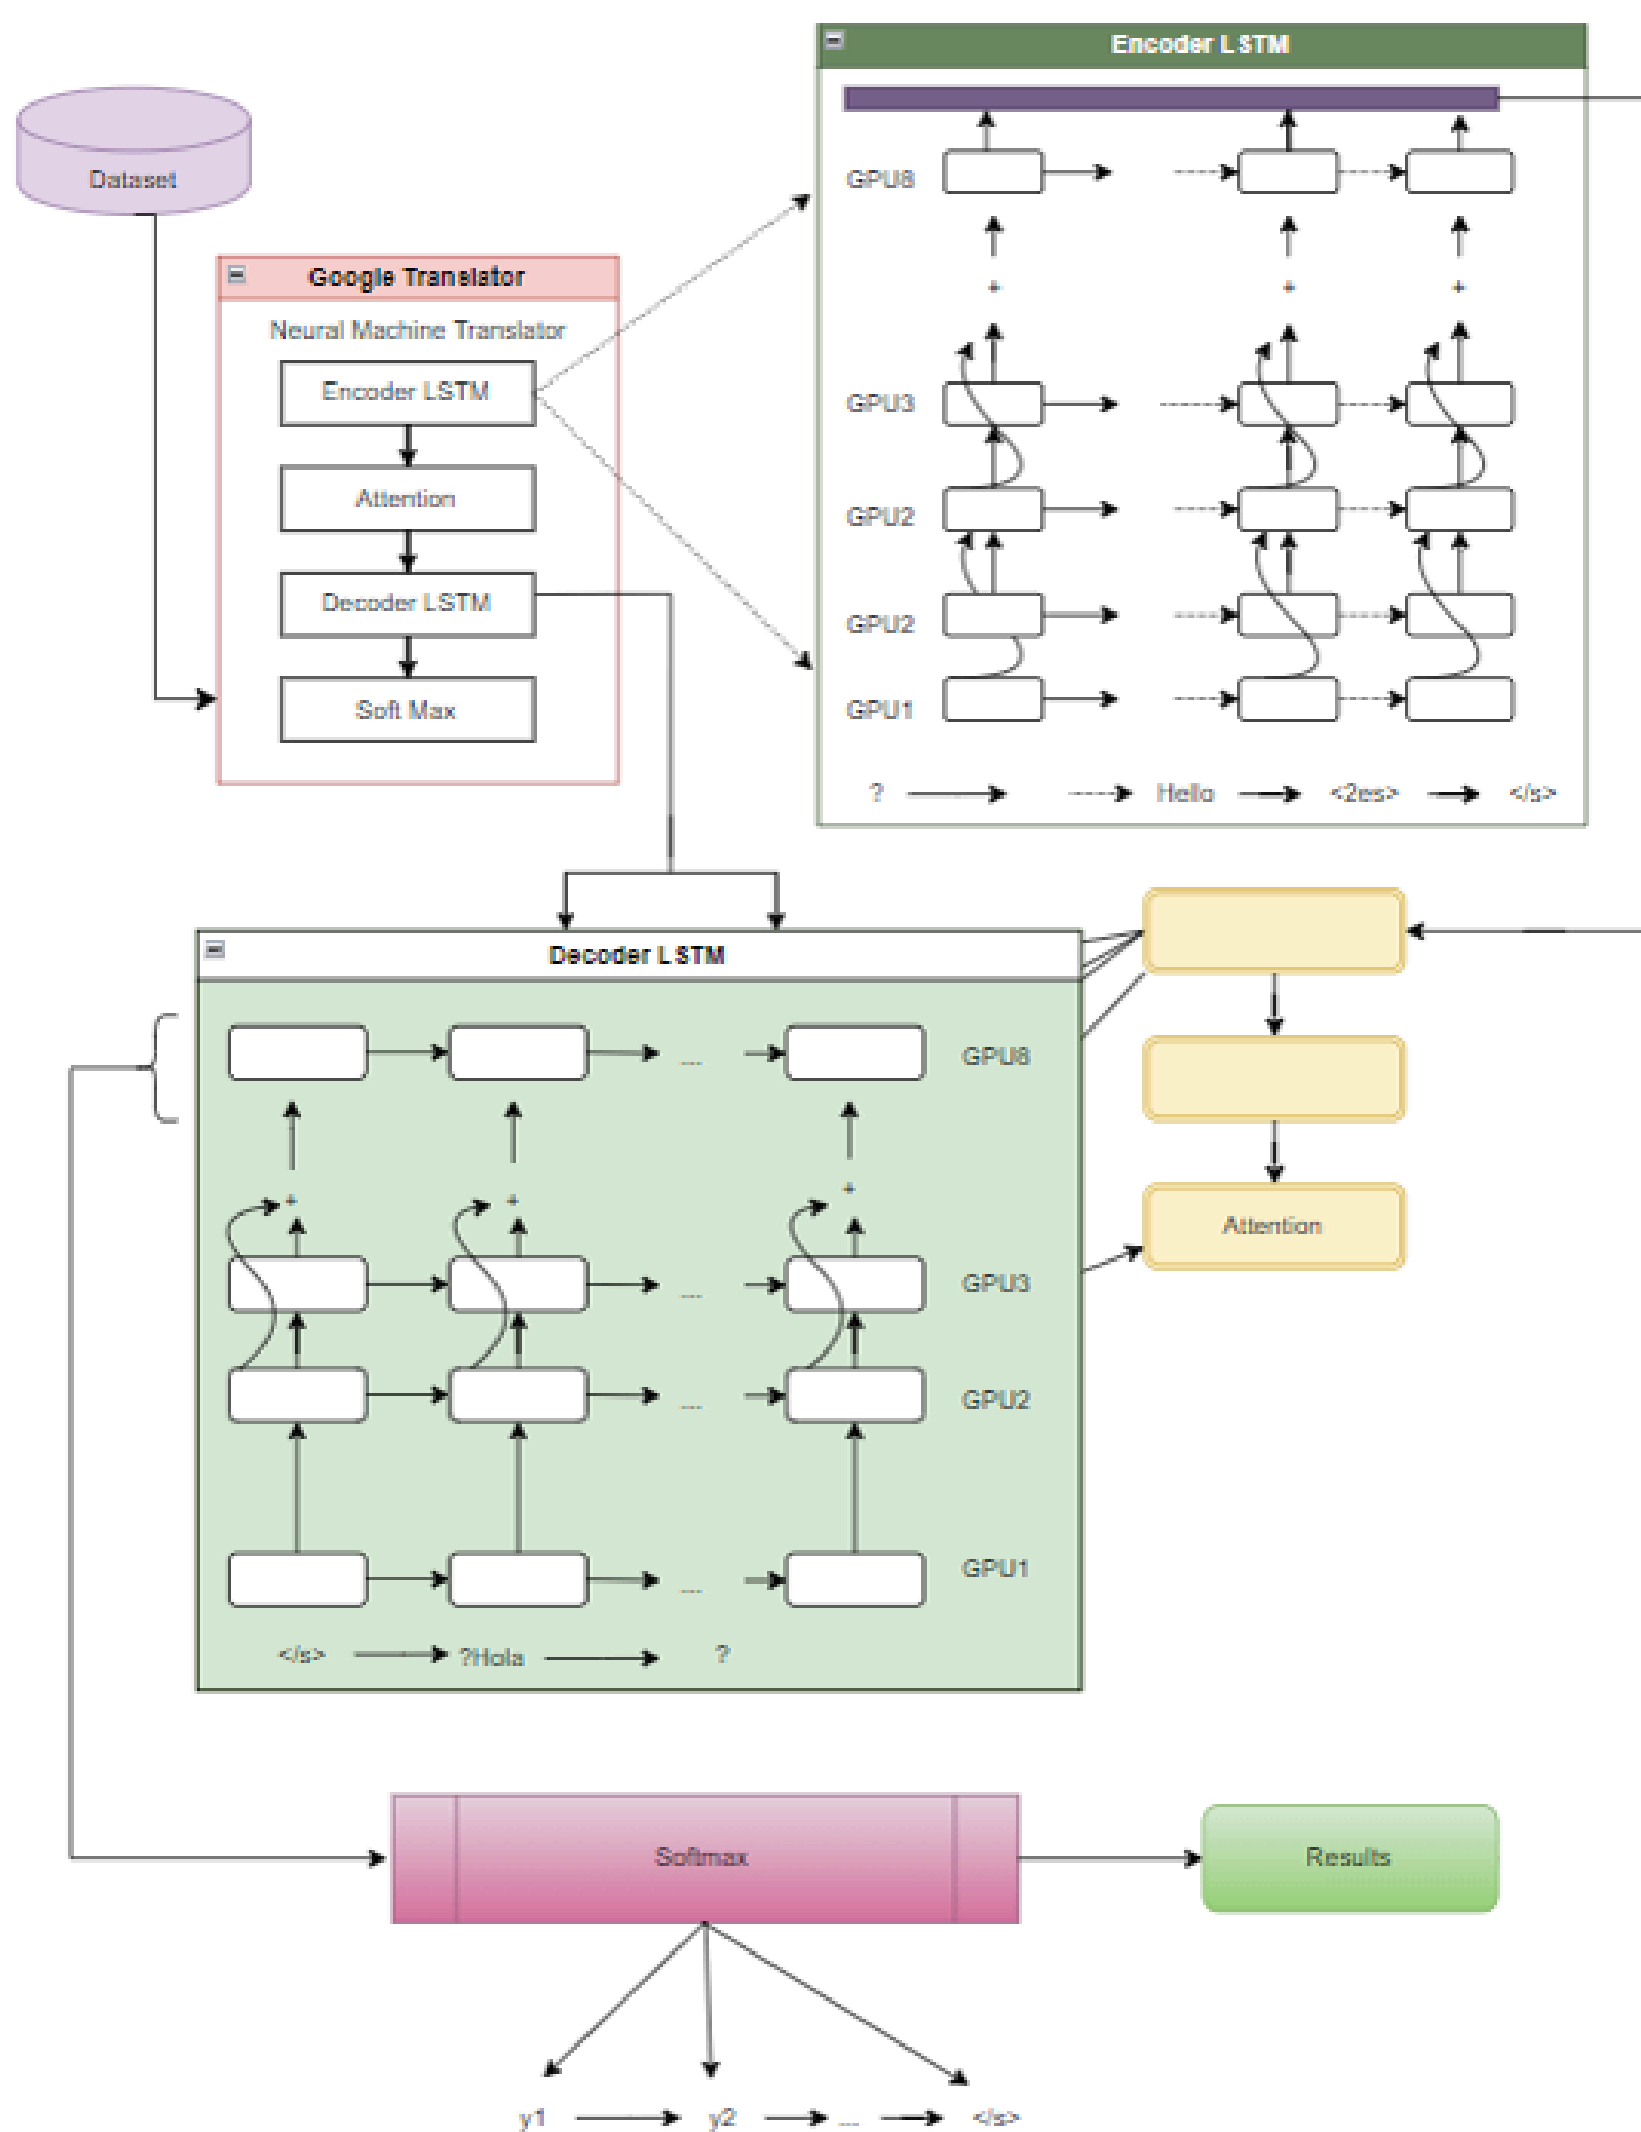 Encoder LSTM
Dataset
GPU8
+ + +
Google Translator
Neural Machine Translator
Encoder LSTM
Attention
Decoder LSTM
Soft Max
GPU3
GPU2
GPU2
GPU1
? Hello <2es> </s>
Decoder LSTM
... GPU8
+ + +
... GPU3
... GPU2
... GPU1
</s> ?Hola ?
Attention
Softmax
Results
y1 y2 ... </s>